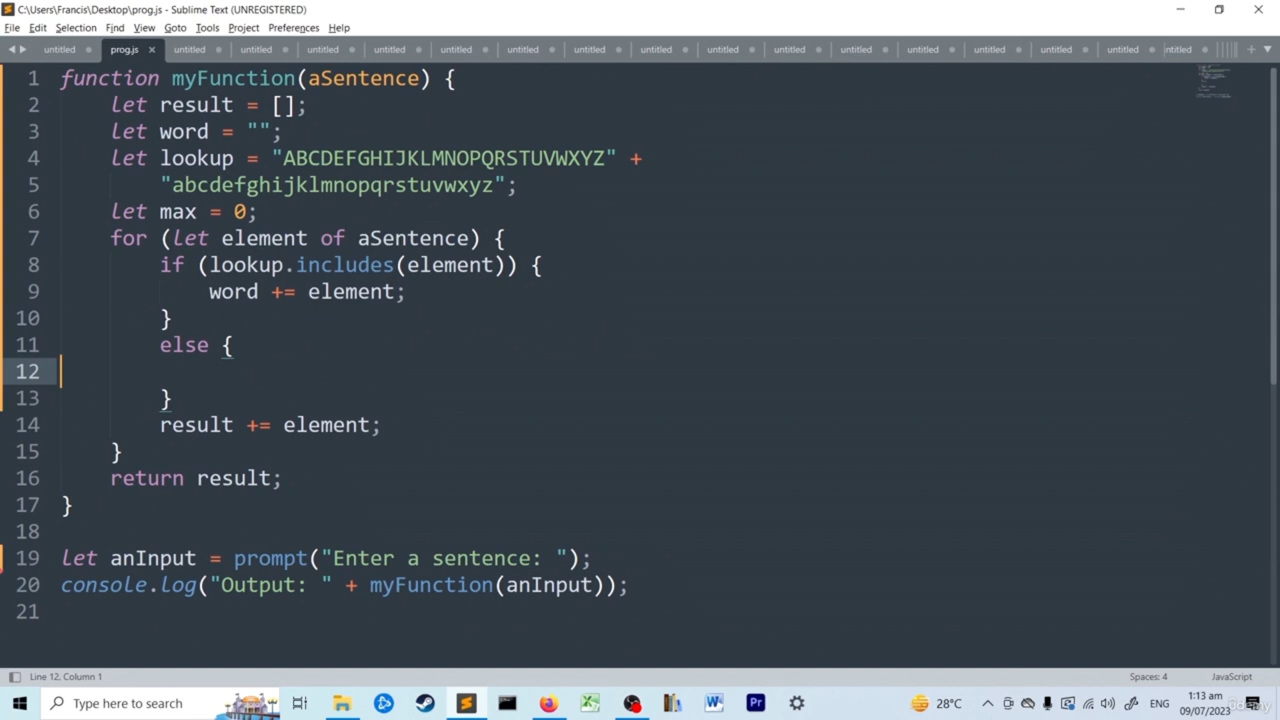 C:\Users\Francis\Desktop\prog.js - Sublime Text (UNREGISTERED)
File Edit Selection Find View Goto Tools Project Preferences Help
untitled prog.js untitled untitled untitled untitled untitled untitled untitled untitled untitled untitled untitled untitled untitled untitled untitled ntitled
1 function myFunction(aSentence) {
2 let result = [];
3 let word = "";
4 let lookup = "ABCDEFGHIJKLMNOPQRSTUVWXYZ" +
5 "abcdefghijklmnopqrstuvwxyz";
6 let max = 0;
7 for (let element of aSentence) {
8 if (lookup.includes(element)) {
9 word += element;
10 }
11 else {
12
13 }
14 result += element;
15 }
16 return result;
17 }
18
19 let anInput = prompt("Enter a sentence: ");
20 console.log("Output: " + myFunction(anInput));
21
Line 12, Column 1 Spaces: 4 JavaScript
Type here to search 28°C ENG 1:13 am
09/07/2023
udemy